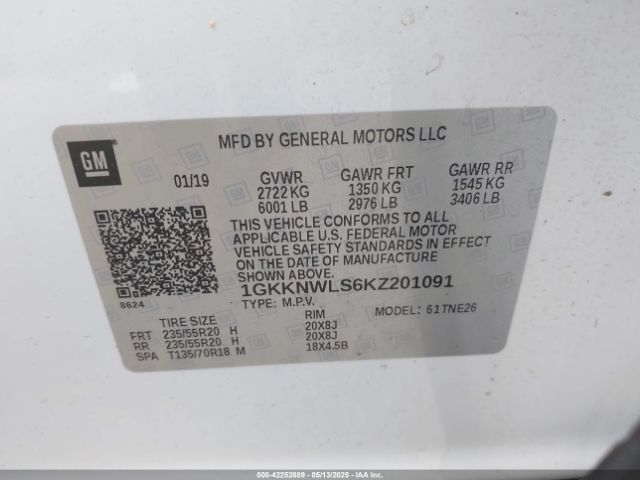 GM
MFD BY GENERAL MOTORS LLC
01/19 GVWR GAWR FRT GAWR RR
2722 KG 1350 KG 1545 KG
6001 LB 2976 LB 3406 LB
THIS VEHICLE CONFORMS TO ALL
APPLICABLE U.S. FEDERAL MOTOR
VEHICLE SAFETY STANDARDS IN EFFECT
ON THE DATE OF MANUFACTURE
SHOWN ABOVE.
1GKKNWLS6KZ201091
8624 TYPE: M.P.V. MODEL: 61TNE26
TIRE SIZE RIM
FRT 235/55R20 H 20X8J
RR 235/55R20 H 20X8J
SPA T135/70R18 M 18X4.5B
000-42252889 - 05/13/2025 - IAAI.COM